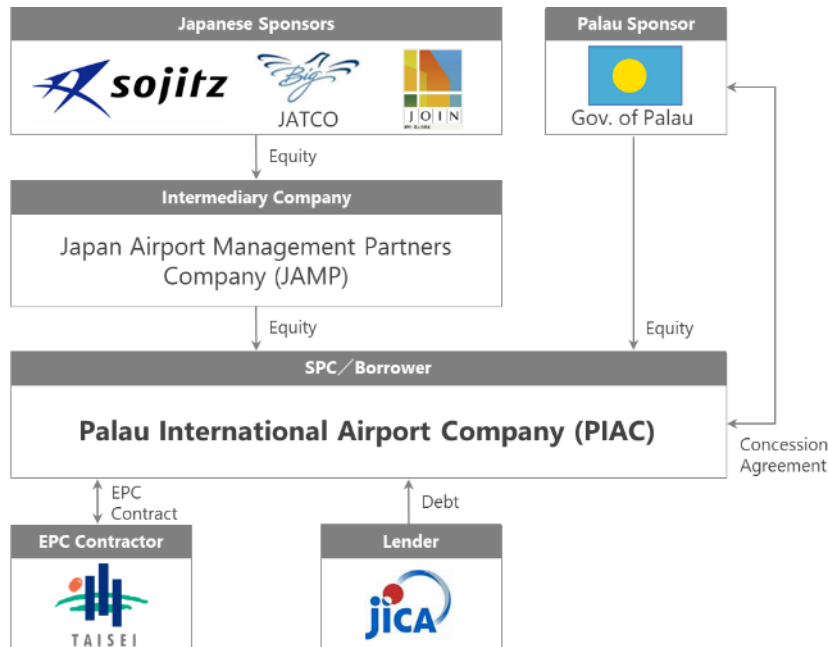 Japanese Sponsors
Palau Sponsor
sojitz
Big
JATCO
JOIN
Gov. of Palau
Equity
Intermediary Company
Japan Airport Management Partners
Company (JAMP)
Equity
Equity
SPC／Borrower
Palau International Airport Company (PIAC)
Concession
Agreement
EPC
Contract
Debt
EPC Contractor
Lender
TAISEI
jICA